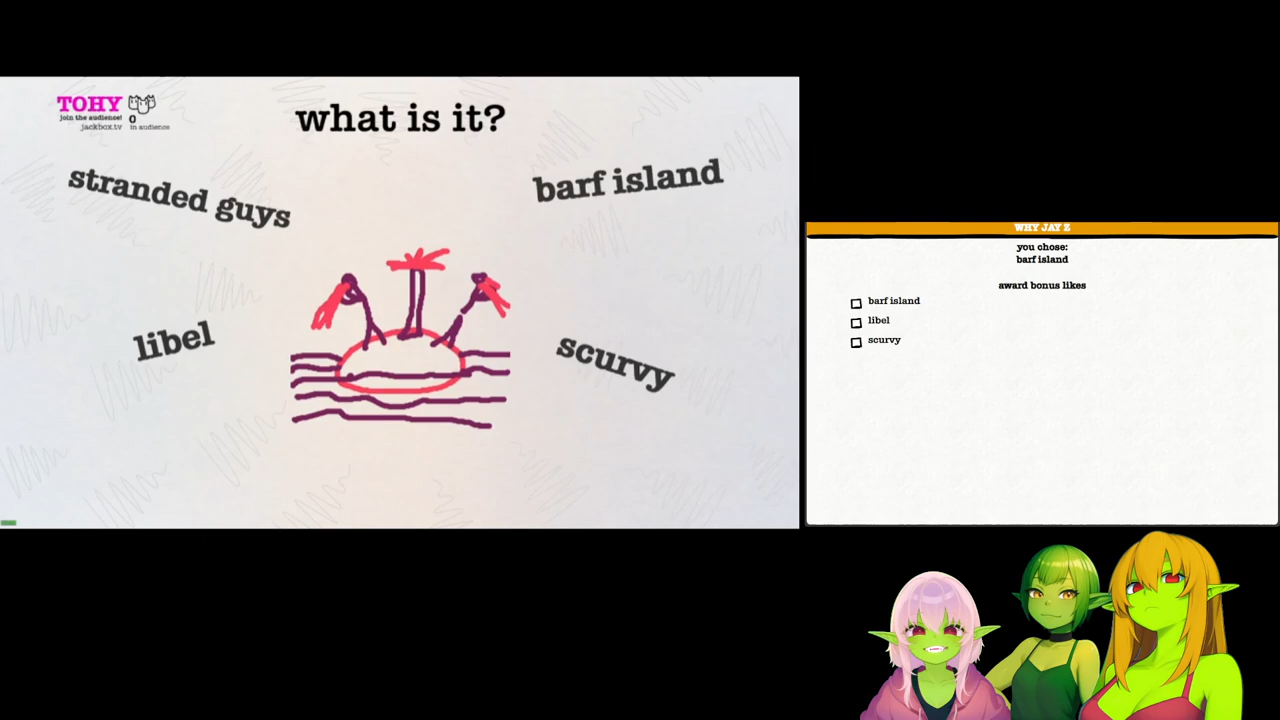 TOHY
join the audience!
jackbox.tv
0
in audience
what is it?
stranded guys
barf island
libel
scurvy
WHY JAY Z
you chose:
barf island
award bonus likes
barf island
libel
scurvy